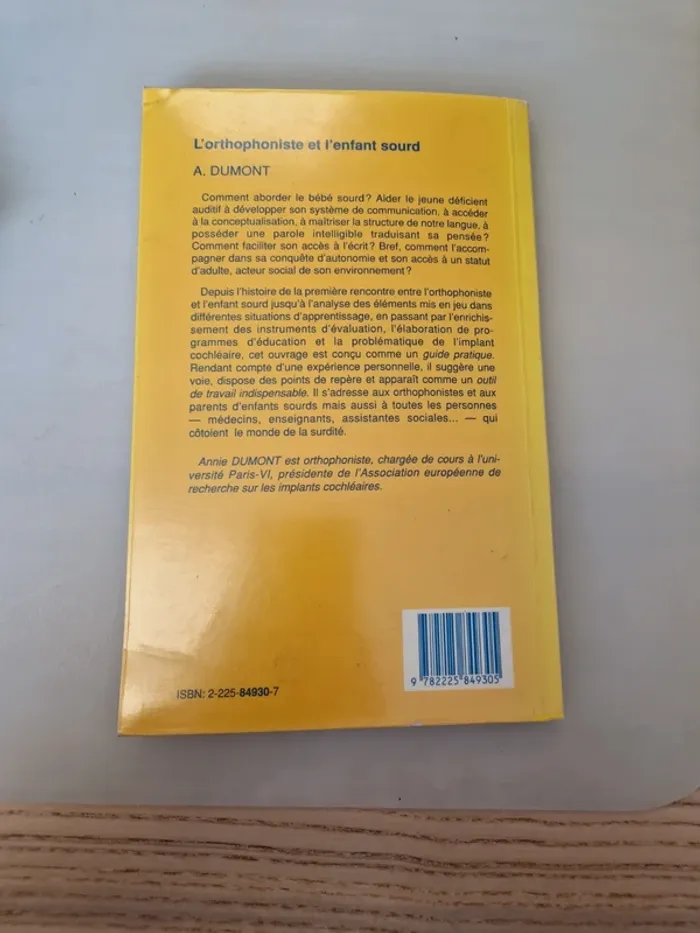 L'orthophoniste et l'enfant sourd
A. DUMONT
Comment aborder le bébé sourd ? Aider le jeune déficient
auditif à développer son système de communication, à accéder
à la conceptualisation, à maîtriser la structure de notre langue, à
posséder une parole intelligible traduisant sa pensée ?
Comment faciliter son accès à l'écrit ? Bref, comment l'accom-
pagner dans sa conquête d'autonomie et son accès à un statut
d'adulte, acteur social de son environnement ?
Depuis l'histoire de la première rencontre entre l'orthophoniste
et l'enfant sourd jusqu'à l'analyse des éléments mis en jeu dans
différentes situations d'apprentissage, en passant par l'enrichis-
sement des instruments d'évaluation, l'élaboration de pro-
grammes d'éducation et la problématique de l'implant
cochléaire, cet ouvrage est conçu comme un guide pratique.
Rendant compte d'une expérience personnelle, il suggère une
voie, dispose des points de repère et apparaît comme un outil
de travail indispensable. Il s'adresse aux orthophonistes et aux
parents d'enfants sourds mais aussi à toutes les personnes
— médecins, enseignants, assistantes sociales... — qui
côtoient le monde de la surdité.
Annie DUMONT est orthophoniste, chargée de cours à l'uni-
versité Paris-VI, présidente de l'Association européenne de
recherche sur les implants cochléaires.
ISBN: 2-225-84930-7
9 782225 849305